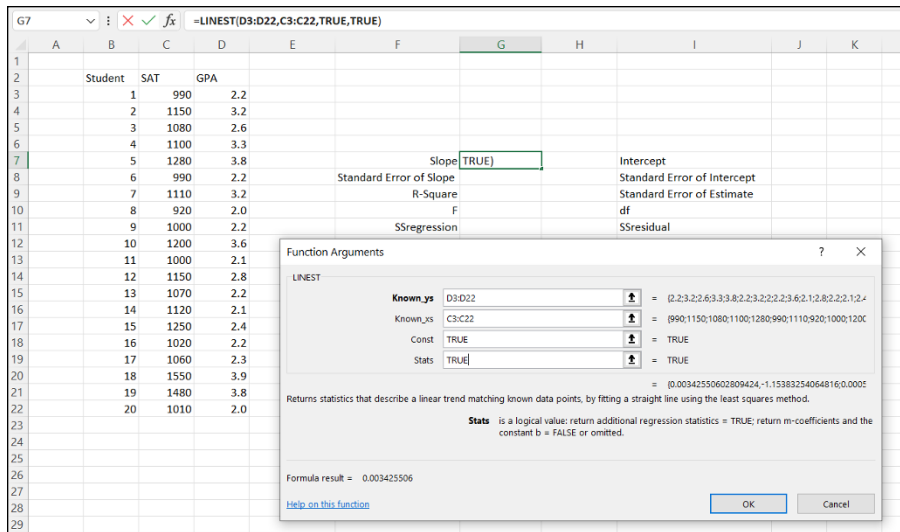 G7 fx =LINEST(D3:D22,C3:C22,TRUE,TRUE)
A B C D E F G H I J K
1
2 Student SAT GPA
3 1 990 2.2
4 2 1150 3.2
5 3 1080 2.6
6 4 1100 3.3
7 5 1280 3.8 Slope TRUE) Intercept
8 6 990 2.2 Standard Error of Slope Standard Error of Intercept
9 7 1110 3.2 R-Square Standard Error of Estimate
10 8 920 2.0 F df
11 9 1000 2.2 SSregression SSresidual
12 10 1200 3.6
13 11 1000 2.1
14 12 1150 2.8
15 13 1070 2.2
16 14 1120 2.1
17 15 1250 2.4
18 16 1020 2.2
19 17 1060 2.3
20 18 1550 3.9
21 19 1480 3.8
22 20 1010 2.0
23
24
25
26
27
28
29
Function Arguments ? ×
LINEST
Known_ys D3:D22 = {2.2;3.2;2.6;3.3;3.8;2.2;3.2;2;2.2;3.6;2.1;2.8;2.2;2.1;2.4
Known_xs C3:C22 = {990;1150;1080;1100;1280;990;1110;920;1000;1200
Const TRUE = TRUE
Stats TRUE = TRUE
= {0.00342550602809424,-1.15383254064816;0.0005
Returns statistics that describe a linear trend matching known data points, by fitting a straight line using the least squares method.
Stats is a logical value: return additional regression statistics = TRUE; return m-coefficients and the
constant b = FALSE or omitted.
Formula result = 0.003425506
Help on this function OK Cancel